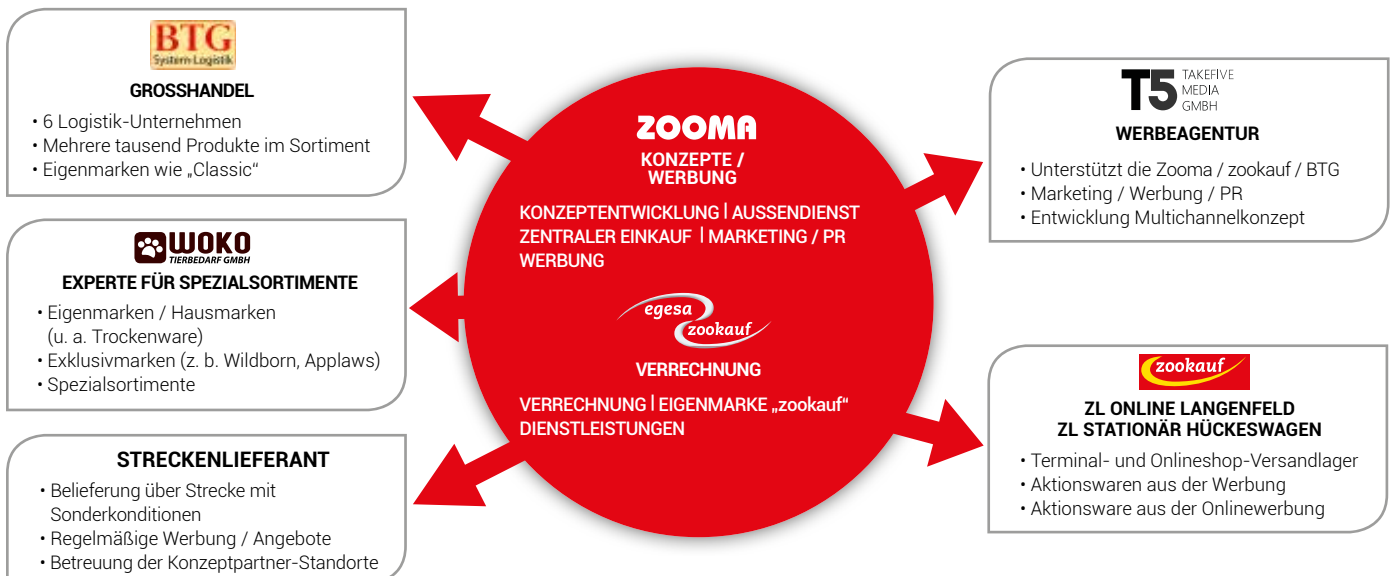 BTG
System-Logistik
GROSSHANDEL
• 6 Logistik-Unternehmen
• Mehrere tausend Produkte im Sortiment
• Eigenmarken wie „Classic“
WOKO
TIERBEDARF GMBH
EXPERTE FÜR SPEZIALSORTIMENTE
• Eigenmarken / Hausmarken
(u. a. Trockenware)
• Exklusivmarken (z. b. Wildborn, Applaws)
• Spezialsortimente
STRECKENLIEFERANT
• Belieferung über Strecke mit
Sonderkonditionen
• Regelmäßige Werbung / Angebote
• Betreuung der Konzeptpartner-Standorte
ZOOMA
KONZEPTE /
WERBUNG
KONZEPTENTWICKLUNG | AUSSENDIENST
ZENTRALER EINKAUF | MARKETING / PR
WERBUNG
egesa
zookauf
VERRECHNUNG
VERRECHNUNG | EIGENMARKE „zookauf“
DIENSTLEISTUNGEN
T5 TAKEFIVE
MEDIA
GMBH
WERBEAGENTUR
• Unterstützt die Zooma / zookauf / BTG
• Marketing / Werbung / PR
• Entwicklung Multichannelkonzept
zookauf
ZL ONLINE LANGENFELD
ZL STATIONÄR HÜCKESWAGEN
• Terminal- und Onlineshop-Versandlager
• Aktionswaren aus der Werbung
• Aktionsware aus der Onlinewerbung